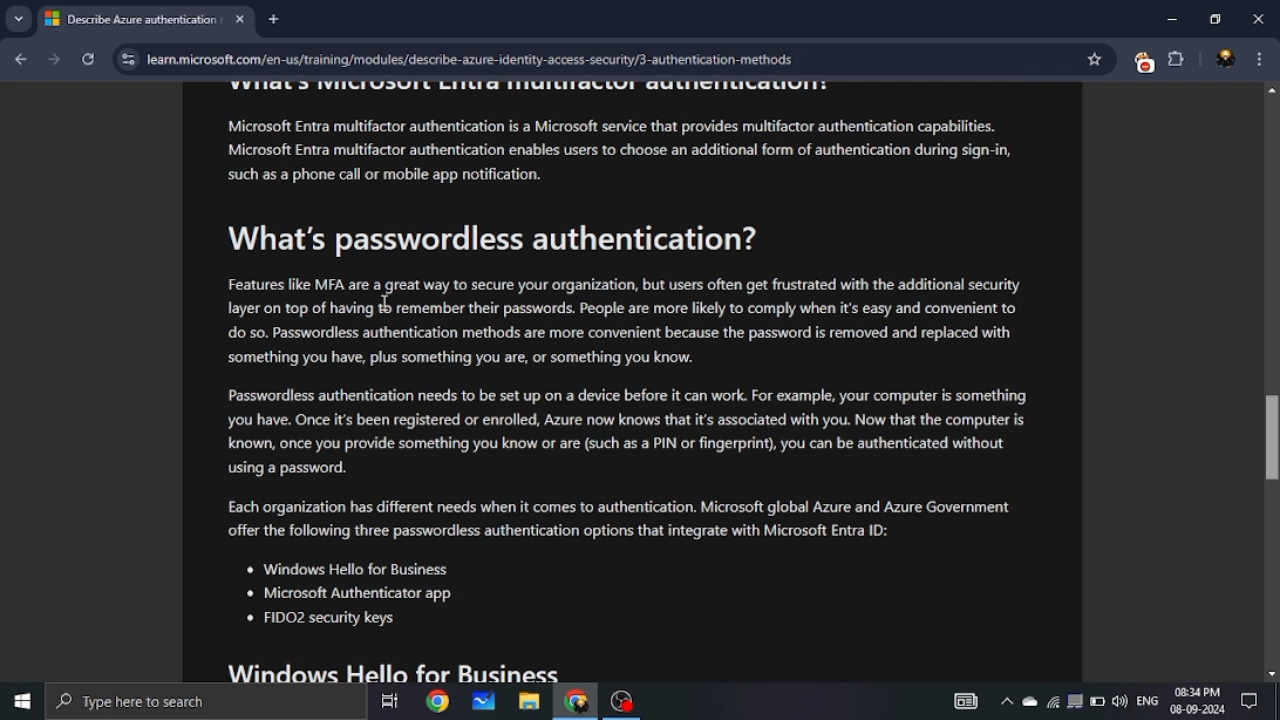 Describe Azure authentication
learn.microsoft.com/en-us/training/modules/describe-azure-identity-access-security/3-authentication-methods
What's Microsoft Entra multifactor authentication?
Microsoft Entra multifactor authentication is a Microsoft service that provides multifactor authentication capabilities.
Microsoft Entra multifactor authentication enables users to choose an additional form of authentication during sign-in,
such as a phone call or mobile app notification.
What's passwordless authentication?
Features like MFA are a great way to secure your organization, but users often get frustrated with the additional security
layer on top of having to remember their passwords. People are more likely to comply when it's easy and convenient to
do so. Passwordless authentication methods are more convenient because the password is removed and replaced with
something you have, plus something you are, or something you know.
Passwordless authentication needs to be set up on a device before it can work. For example, your computer is something
you have. Once it's been registered or enrolled, Azure now knows that it's associated with you. Now that the computer is
known, once you provide something you know or are (such as a PIN or fingerprint), you can be authenticated without
using a password.
Each organization has different needs when it comes to authentication. Microsoft global Azure and Azure Government
offer the following three passwordless authentication options that integrate with Microsoft Entra ID:
• Windows Hello for Business
• Microsoft Authenticator app
• FIDO2 security keys
Windows Hello for Business
Type here to search
ENG
08:34 PM
08-09-2024